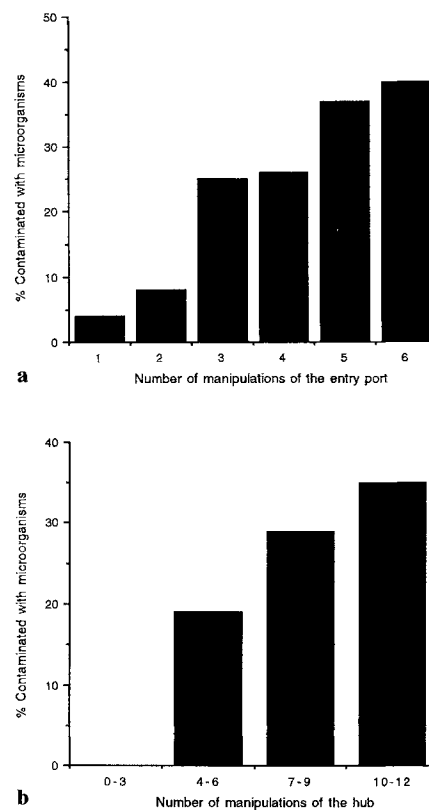 50
40
30
20
10
0
% Contaminated with microorganisms
1 2 3 4 5 6
Number of manipulations of the entry port
a
40
30
20
10
0
% Contaminated with microorganisms
0-3 4-6 7-9 10-12
Number of manipulations of the hub
b